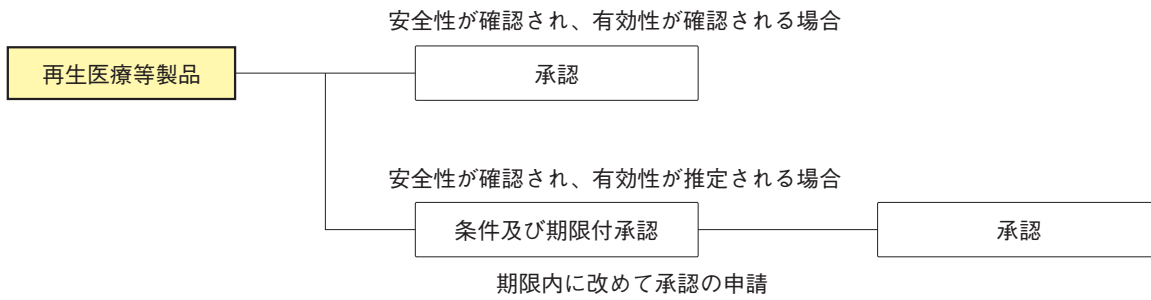 安全性が確認され、有効性が確認される場合
再生医療等製品
承認
安全性が確認され、有効性が推定される場合
条件及び期限付承認
承認
期限内に改めて承認の申請